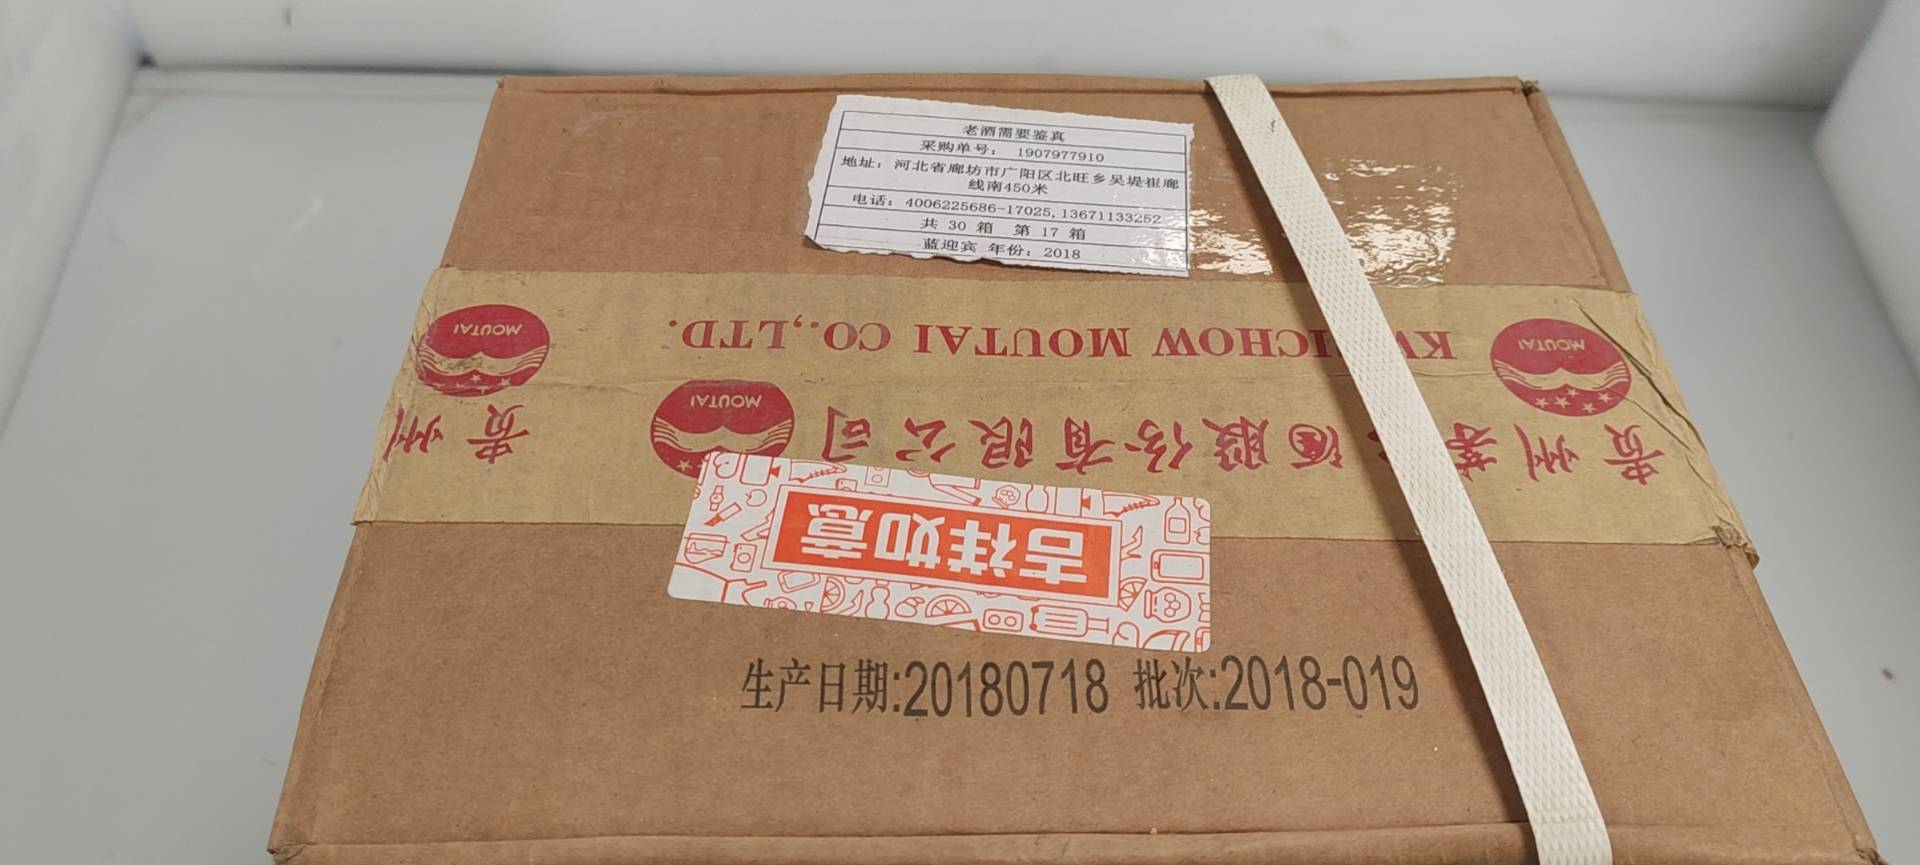 老酒需要鉴真
采购单号： 1907977910
地址：河北省廊坊市广阳区北旺乡吴堤崔廊
线南450米
电话：4006225686-17025,13671133252
共 30 箱 第 17 箱
蓝迎宾 年份：2018
MOUTAI
KWEICHOW MOUTAI CO.,LTD.
MOUTAI
贵州
MOUTAI
贵州茅台酒股份有限公司
吉祥如意
生产日期:20180718 批次:2018-019
MOUTAI